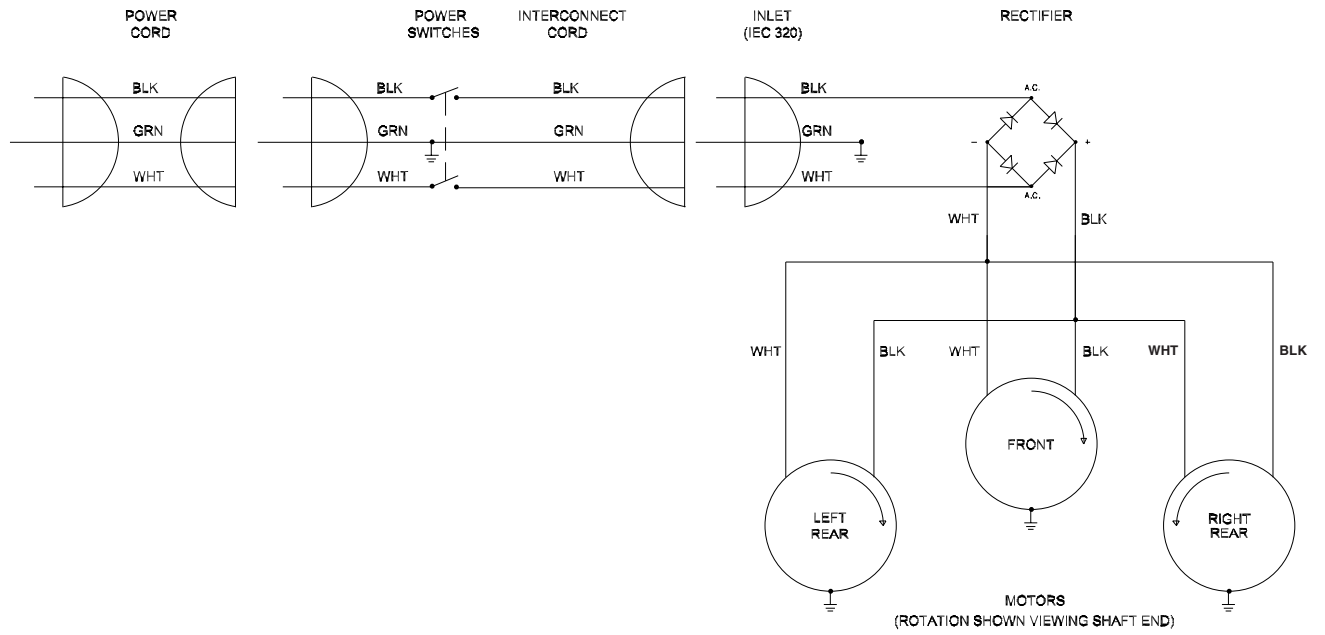 POWER CORD
POWER SWITCHES
INTERCONNECT CORD
INLET (IEC 320)
RECTIFIER
BLK
BLK
BLK
BLK
A.C.
GRN
GRN
GRN
GRN
−
+
WHT
WHT
WHT
WHT
A.C.
WHT
BLK
WHT
BLK
WHT
BLK
WHT
BLK
FRONT
LEFT REAR
RIGHT REAR
MOTORS
(ROTATION SHOWN VIEWING SHAFT END)